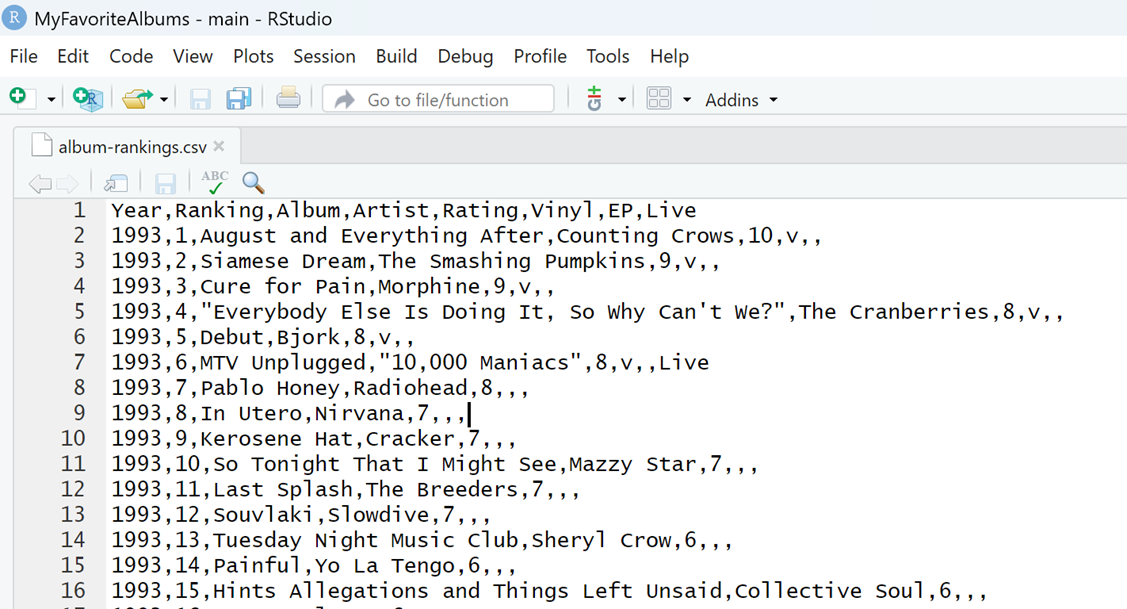 R MyFavoriteAlbums - main - RStudio
File Edit Code View Plots Session Build Debug Profile Tools Help
R Go to file/function Git Addins
album-rankings.csv
ABC
1 Year,Ranking,Album,Artist,Rating,Vinyl,EP,Live
2 1993,1,August and Everything After,Counting Crows,10,v,,
3 1993,2,Siamese Dream,The Smashing Pumpkins,9,v,,
4 1993,3,Cure for Pain,Morphine,9,v,,
5 1993,4,"Everybody Else Is Doing It, So Why Can't We?",The Cranberries,8,v,,
6 1993,5,Debut,Bjork,8,v,,
7 1993,6,MTV Unplugged,"10,000 Maniacs",8,v,,Live
8 1993,7,Pablo Honey,Radiohead,8,,,
9 1993,8,In Utero,Nirvana,7,,,
10 1993,9,Kerosene Hat,Cracker,7,,,
11 1993,10,So Tonight That I Might See,Mazzy Star,7,,,
12 1993,11,Last Splash,The Breeders,7,,,
13 1993,12,Souvlaki,Slowdive,7,,,
14 1993,13,Tuesday Night Music Club,Sheryl Crow,6,,,
15 1993,14,Painful,Yo La Tengo,6,,,
16 1993,15,Hints Allegations and Things Left Unsaid,Collective Soul,6,,,